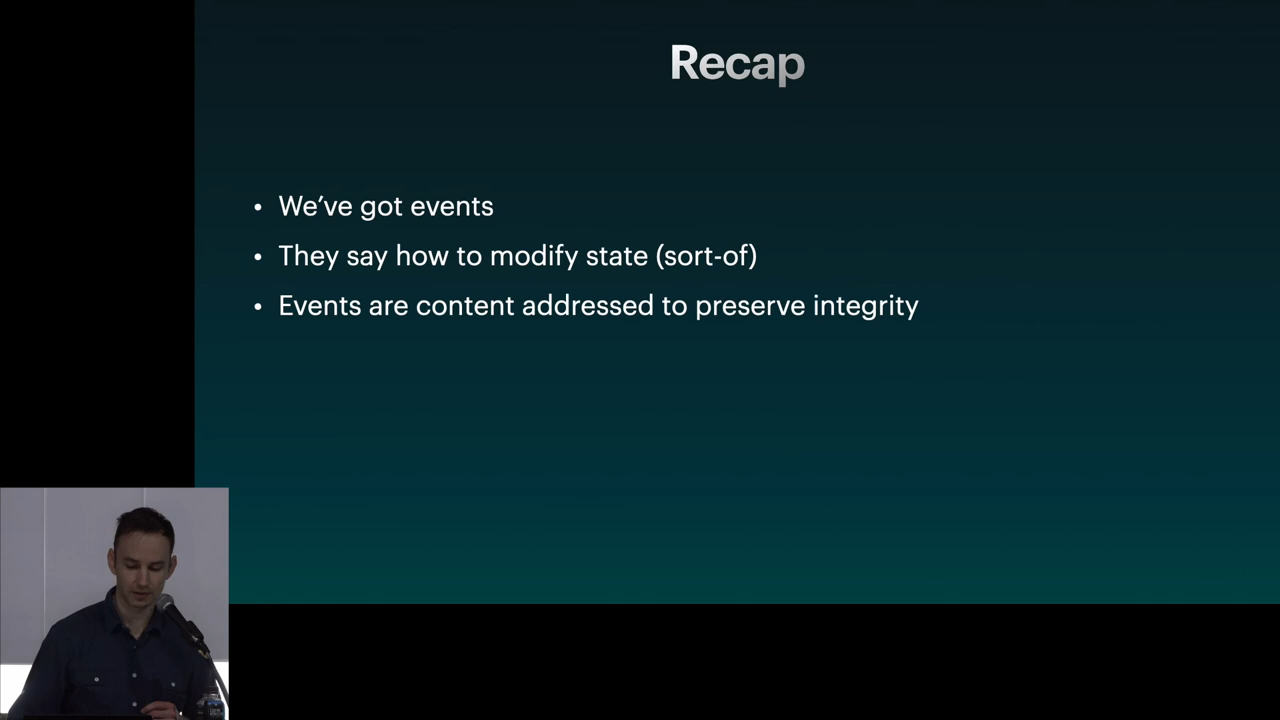 Recap
• We've got events
• They say how to modify state (sort-of)
• Events are content addressed to preserve integrity